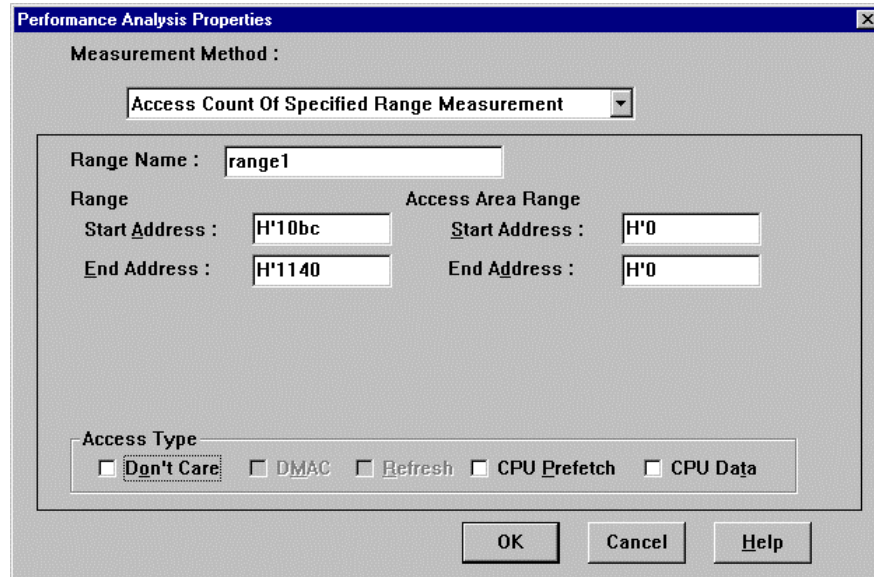 Performance Analysis Properties
Measurement Method :
Access Count Of Specified Range Measurement
Range Name : range1
Range Access Area Range
Start Address : H'10bc Start Address : H'0
End Address : H'1140 End Address : H'0
Access Type
Don't Care DMAC Refresh CPU Prefetch CPU Data
OK Cancel Help